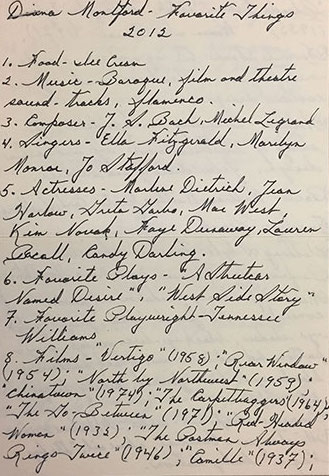 Diana Montford - Favorite Things
2012
1. Food - Ice Cream
2. Music - Baroque, film and theatre
sound-tracks, flamenco.
3. Composer - J. S. Bach, Michel Legrand
4. Singers - Ella Fitzgerald, Marilyn
Monroe, Jo Stafford.
5. Actresses - Marlene Dietrich, Jean
Harlow, Greta Garbo, Mae West,
Kim Novak, Faye Dunaway, Lauren
Bacall, Candy Darling.
6. Favorite Plays - "A Streetcar
Named Desire", "West Side Story"
7. Favorite Playwright - Tennessee
Williams
8. Films - "Vertigo" (1958); "Rear Window"
(1954); "North by Northwest" (1959);
"Chinatown" (1974); "The Carpetbaggers" (1964);
"The Go-Between" (1971); "Red-Headed
Women" (1932); "The Postman Always
Rings Twice" (1946); "Camille" (1937);